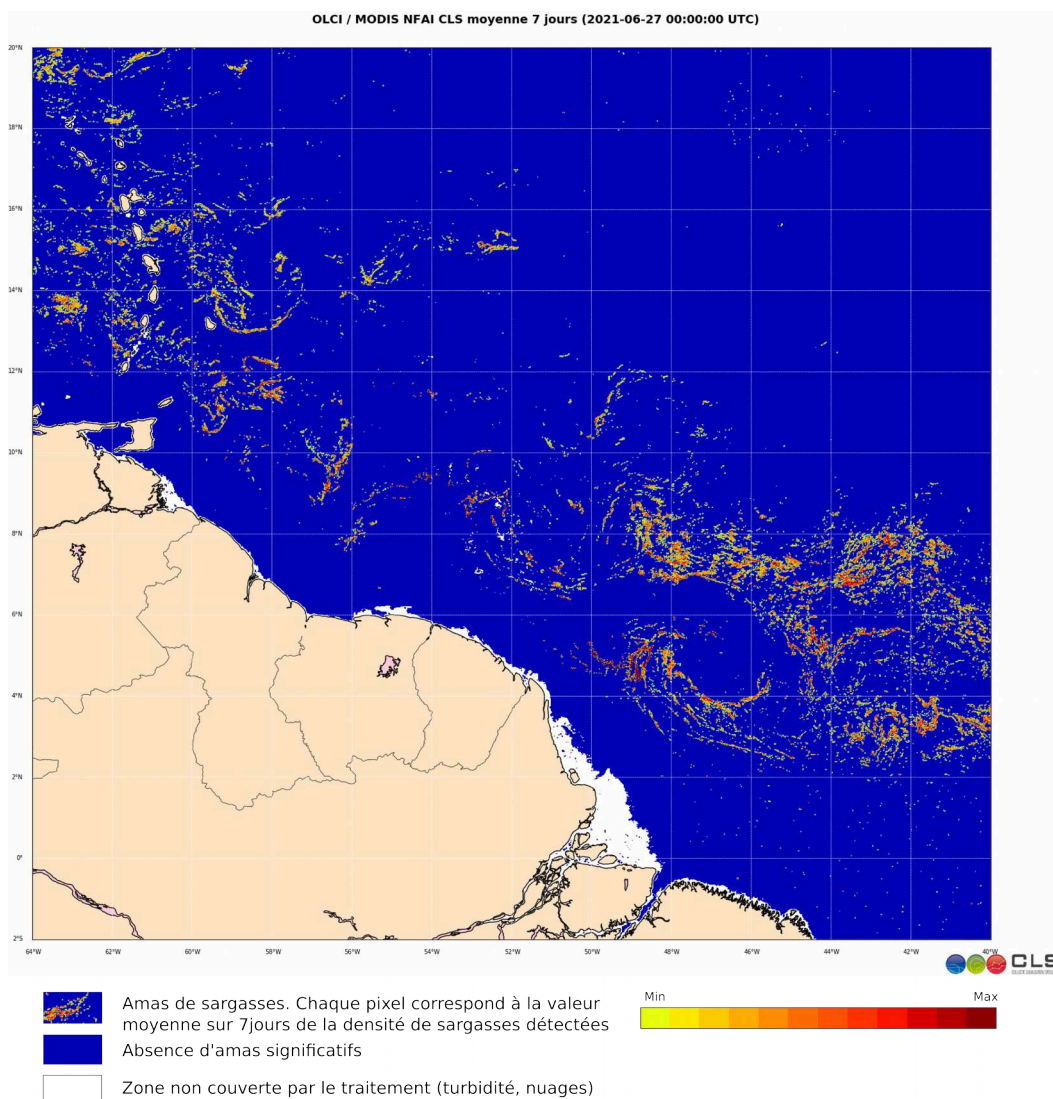 OLCI / MODIS NFAI CLS moyenne 7 jours (2021-06-27 00:00:00 UTC)
20°N
18°N
16°N
14°N
12°N
10°N
8°N
6°N
4°N
2°N
0°
2°S
64°W 62°W 60°W 58°W 56°W 54°W 52°W 50°W 48°W 46°W 44°W 42°W 40°W
CLS
Amas de sargasses. Chaque pixel correspond à la valeur
moyenne sur 7jours de la densité de sargasses détectées
Min Max
Absence d'amas significatifs
Zone non couverte par le traitement (turbidité, nuages)